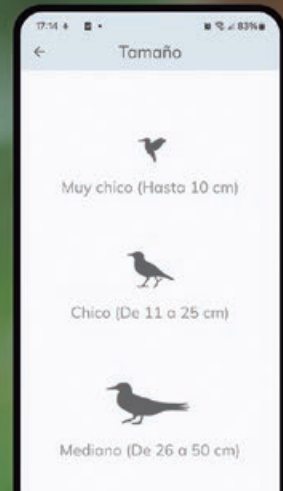 17:14
83%
Tamaño
Muy chico (Hasta 10 cm)
Chico (De 11 a 25 cm)
Mediano (De 26 a 50 cm)